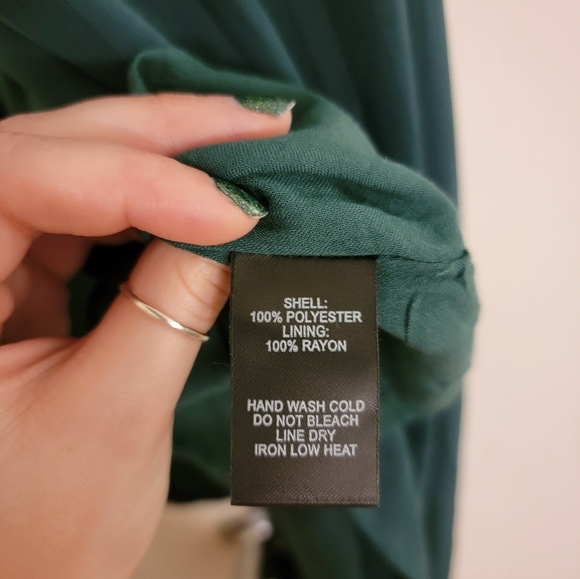 SHELL:
100% POLYESTER
LINING:
100% RAYON
HAND WASH COLD
DO NOT BLEACH
LINE DRY
IRON LOW HEAT